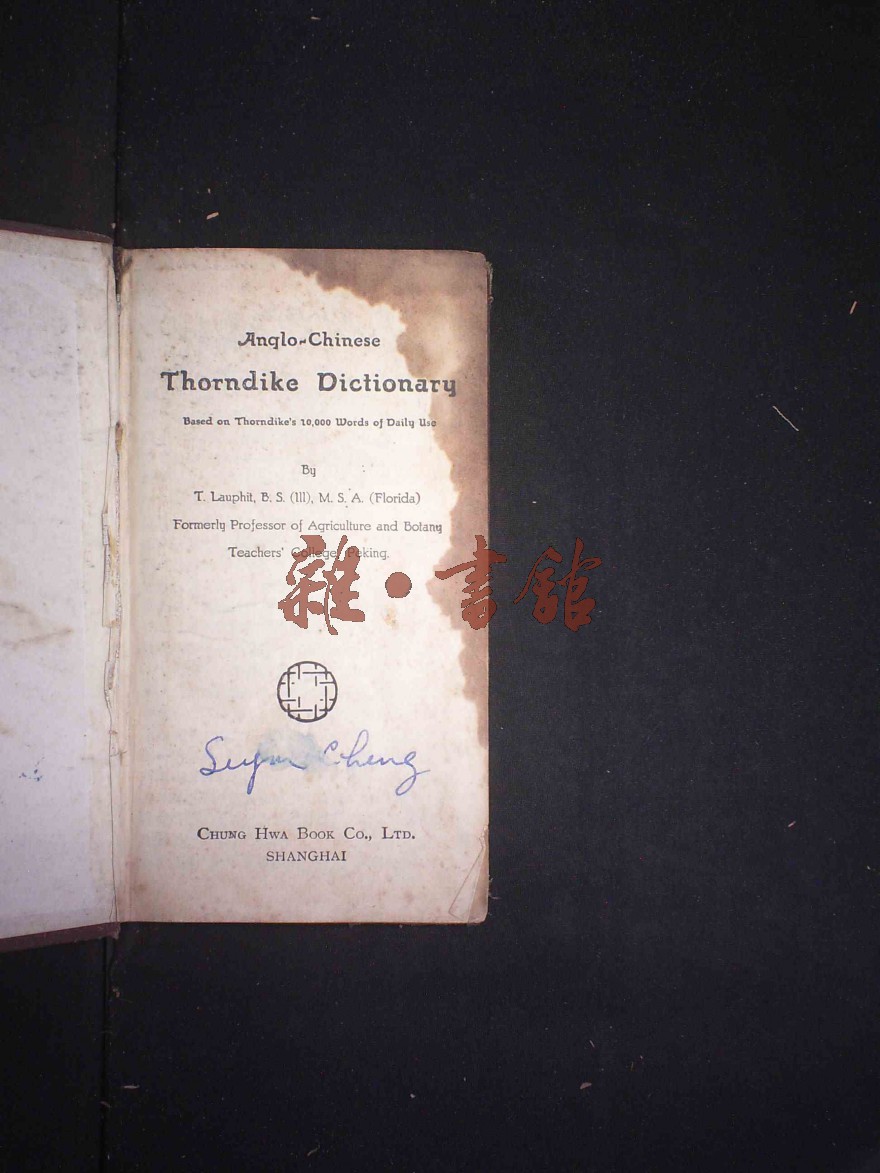 Anglo-Chinese
Thorndike Dictionary
Based on Thorndike's 10,000 Words of Daily Use
By
T. Lauphit, B. S. (Ill), M. S. A. (Florida)
Formerly Professor of Agriculture and Botany
Teachers' College, Peking.
雜·書館
Cheng
CHUNG HWA BOOK CO., LTD.
SHANGHAI